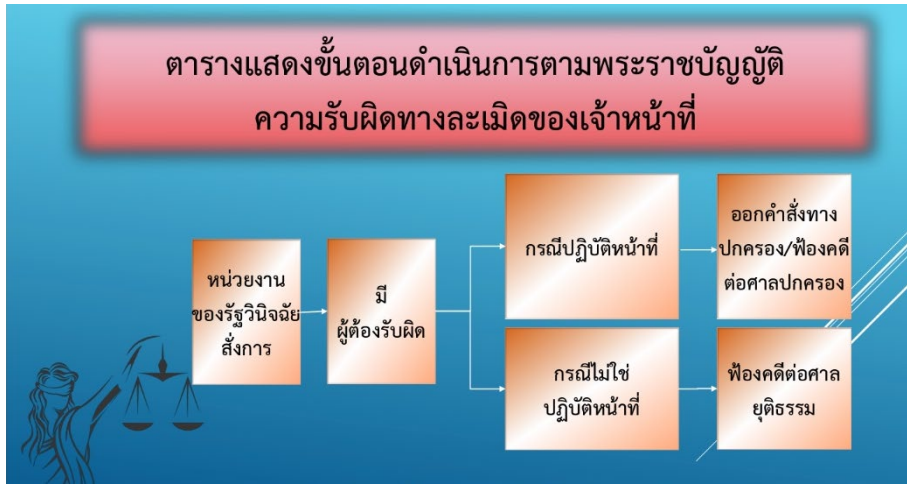 ตารางแสดงขั้นตอนดำเนินการตามพระราชบัญญัติ
ความรับผิดทางละเมิดของเจ้าหน้าที่
หน่วยงาน
ของรัฐวินิจฉัย
สั่งการ
มี
ผู้ต้องรับผิด
กรณีปฏิบัติหน้าที่
ออกคำสั่งทาง
ปกครอง/ฟ้องคดี
ต่อศาลปกครอง
กรณีไม่ใช่
ปฏิบัติหน้าที่
ฟ้องคดีต่อศาล
ยุติธรรม